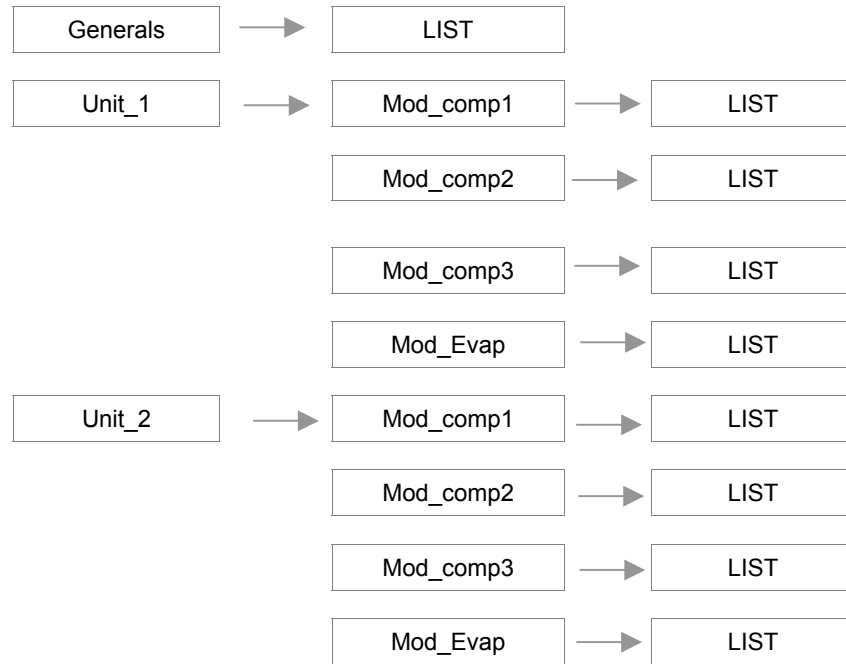 Generals LIST
Unit_1 Mod_comp1 LIST
Mod_comp2 LIST
Mod_comp3 LIST
Mod_Evap LIST
Unit_2 Mod_comp1 LIST
Mod_comp2 LIST
Mod_comp3 LIST
Mod_Evap LIST